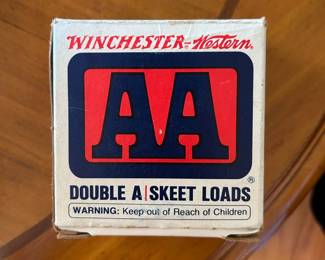 WINCHESTER-Western
AA
®
DOUBLE A|SKEET LOADS
WARNING: Keep out of Reach of Children